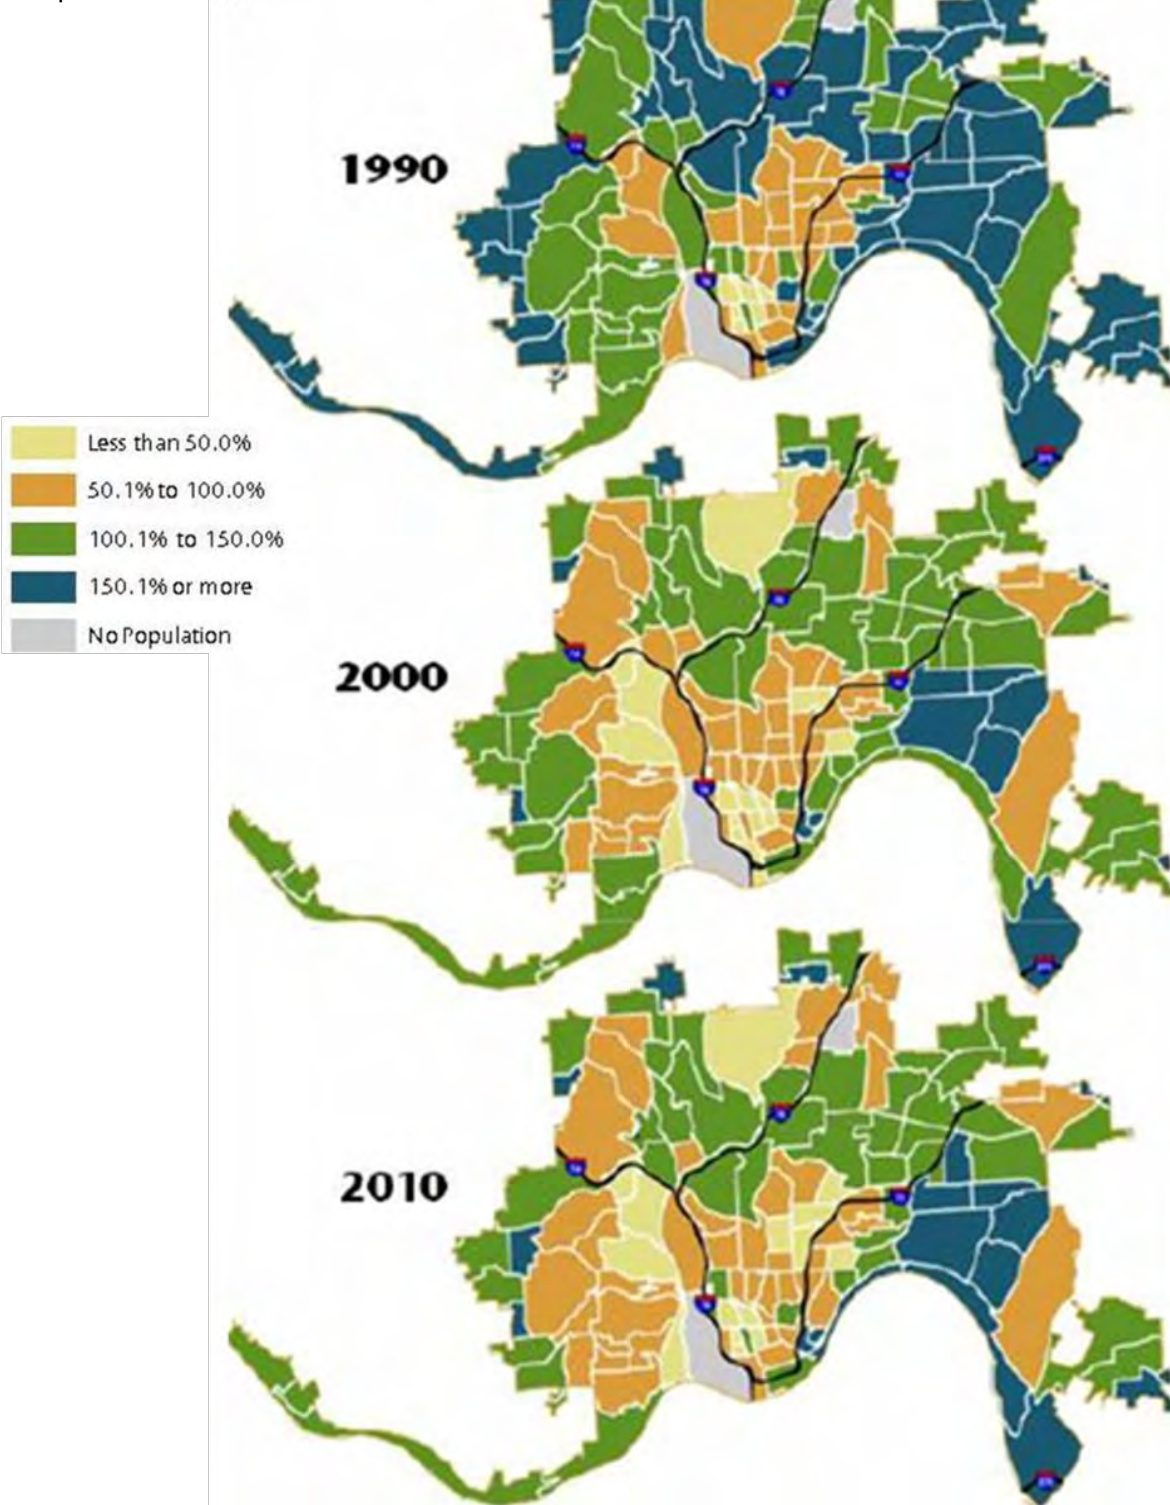 1990
Less than 50.0%
50.1% to 100.0%
100.1% to 150.0%
150.1% or more
No Population
2000
2010